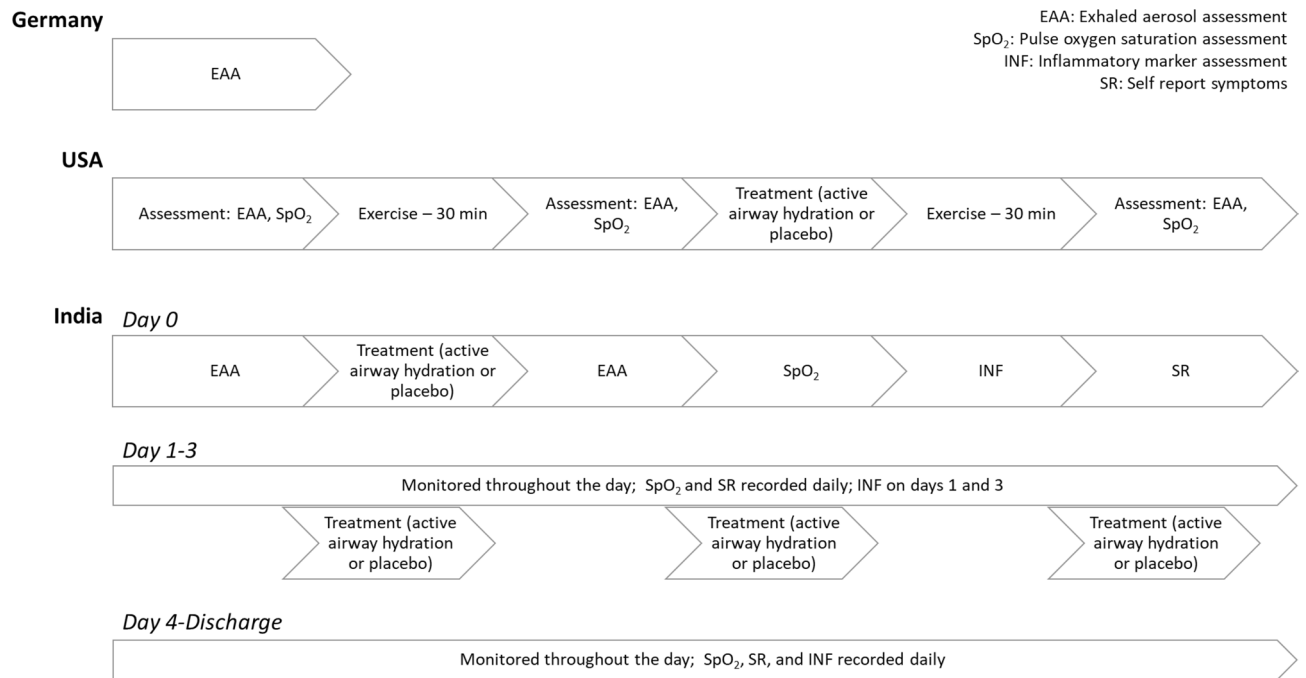 Germany
EAA: Exhaled aerosol assessment
SpO₂: Pulse oxygen saturation assessment
INF: Inflammatory marker assessment
SR: Self report symptoms
EAA
USA
Assessment: EAA, SpO₂
Exercise – 30 min
Assessment: EAA,
SpO₂
Treatment (active
airway hydration or
placebo)
Exercise – 30 min
Assessment: EAA,
SpO₂
India
Day 0
EAA
Treatment (active
airway hydration or
placebo)
EAA
SpO₂
INF
SR
Day 1-3
Monitored throughout the day;  SpO₂ and SR recorded daily; INF on days 1 and 3
Treatment (active
airway hydration
or placebo)
Treatment (active
airway hydration
or placebo)
Treatment (active
airway hydration
or placebo)
Day 4-Discharge
Monitored throughout the day;  SpO₂, SR, and INF recorded daily